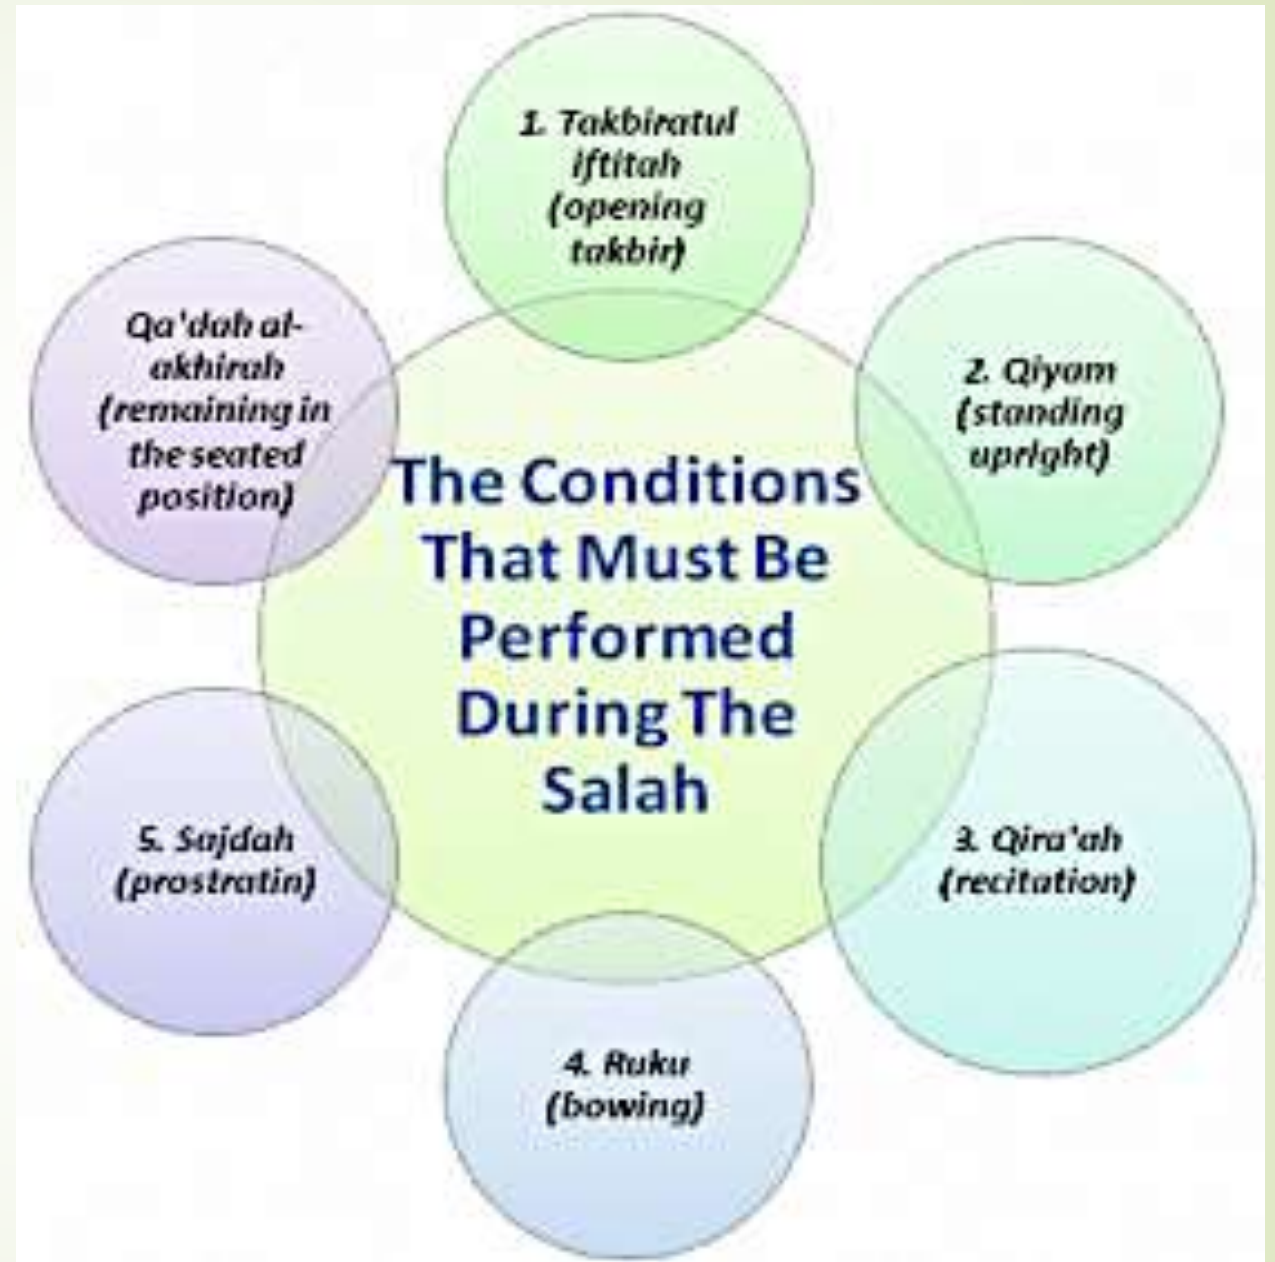 1. Takbiratul
iftitah
(opening
takbir)
2. Qiyam
(standing
upright)
3. Qira'ah
(recitation)
4. Ruku
(bowing)
5. Sajdah
(prostratin)
Qa'dah al-
akhirah
(remaining in
the seated
position)
The Conditions
That Must Be
Performed
During The
Salah